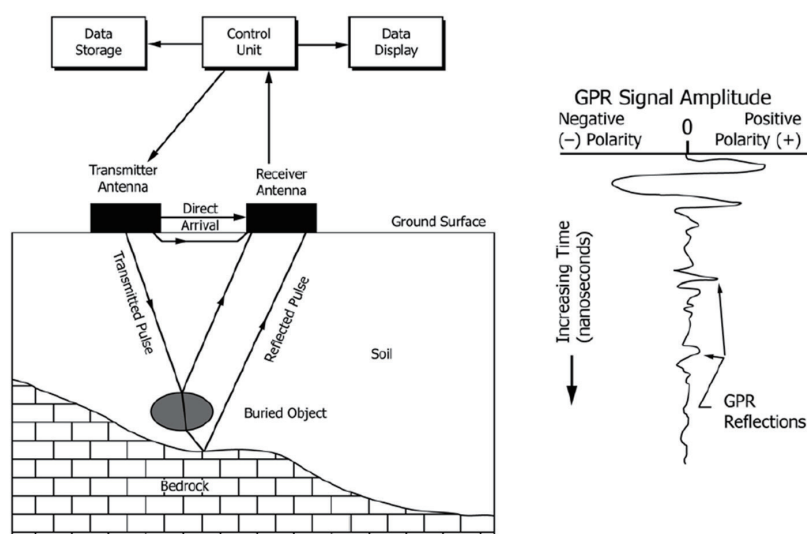 Data
Storage
Control
Unit
Data
Display
Transmitter
Antenna
Receiver
Antenna
Direct
Arrival
Ground Surface
Transmitted Pulse
Reflected Pulse
Soil
Buried Object
Bedrock
GPR Signal Amplitude
Negative
(–) Polarity
0
Positive
Polarity (+)
Increasing Time
(nanoseconds)
GPR
Reflections